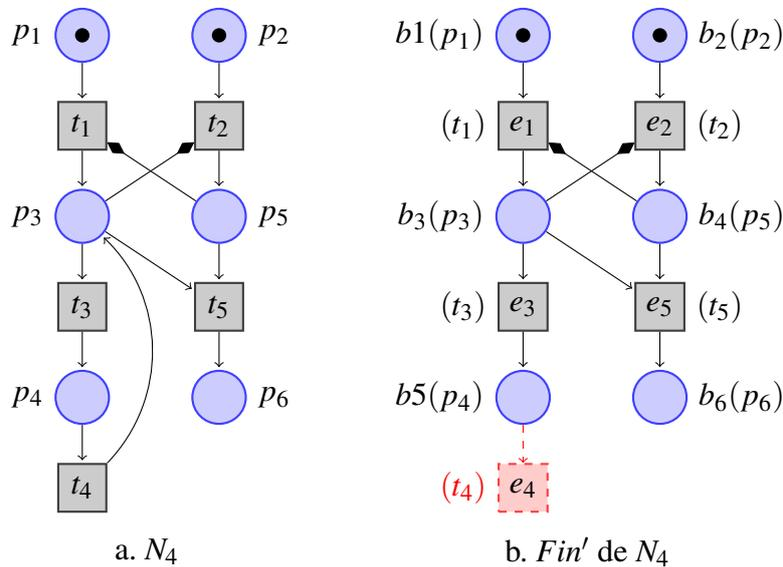 p₁ p₂ b1(p₁) b₂(p₂)
t₁ t₂ (t₁) e₁ e₂ (t₂)
p₃ p₅ b₃(p₃) b₄(p₅)
t₃ t₅ (t₃) e₃ e₅ (t₅)
p₄ p₆ b5(p₄) b₆(p₆)
t₄ (t₄) e₄
a. N₄ b. Fin′ de N₄